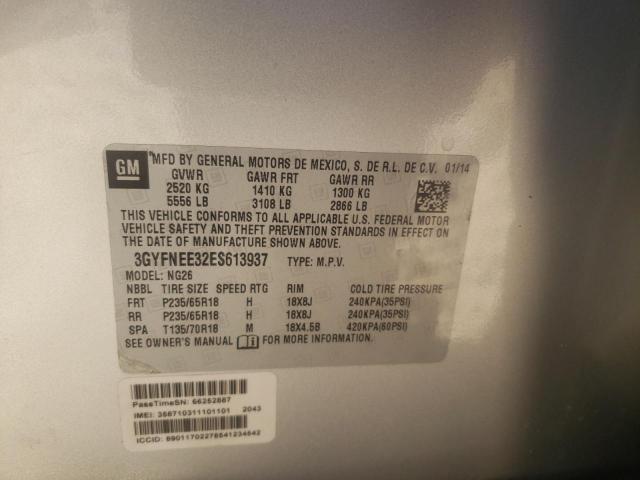 GM MFD BY GENERAL MOTORS DE MEXICO, S. DE R.L. DE C.V. 01/14
GVWR GAWR FRT GAWR RR
2520 KG 1410 KG 1300 KG
5556 LB 3108 LB 2866 LB
THIS VEHICLE CONFORMS TO ALL APPLICABLE U.S. FEDERAL MOTOR
VEHICLE SAFETY AND THEFT PREVENTION STANDARDS IN EFFECT ON
THE DATE OF MANUFACTURE SHOWN ABOVE.
3GYFNEE32ES613937 TYPE: M.P.V.
MODEL: NG26
NBBL TIRE SIZE SPEED RTG RIM COLD TIRE PRESSURE
FRT P235/65R18 H 18X8J 240KPA(35PSI)
RR P235/65R18 H 18X8J 240KPA(35PSI)
SPA T135/70R18 M 18X4.5B 420KPA(60PSI)
SEE OWNER'S MANUAL FOR MORE INFORMATION.
PassTimeSN: 66252887
IMEI: 356710311101101 2043
ICCID: 89011702278541234542